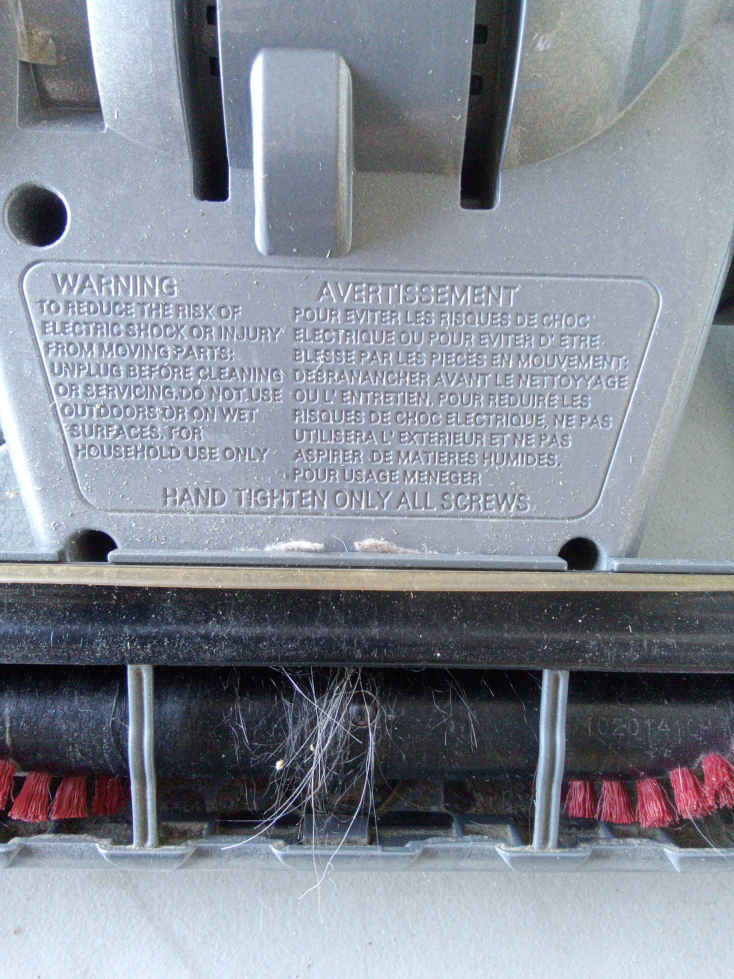 WARNING
TO REDUCE THE RISK OF
ELECTRIC SHOCK OR INJURY
FROM MOVING PARTS:
UNPLUG BEFORE CLEANING
OR SERVICING. DO NOT USE
OUTDOORS OR ON WET
SURFACES. FOR
HOUSEHOLD USE ONLY
AVERTISSEMENT
POUR EVITER LES RISQUES DE CHOC
ELECTRIQUE OU POUR EVITER D' ETRE
BLESSE PAR LES PIECES EN MOUVEMENT:
DEBRANANCHER AVANT LE NETTOYYAGE
OU L' ENTRETIEN. POUR REDUIRE LES
RISQUES DE CHOC ELECTRIQUE, NE PAS
UTILISERA L' EXTERIEUR ET NE PAS
ASPIRER DE MATIERES HUMIDES.
POUR USAGE MENEGER
HAND TIGHTEN ONLY ALL SCREWS